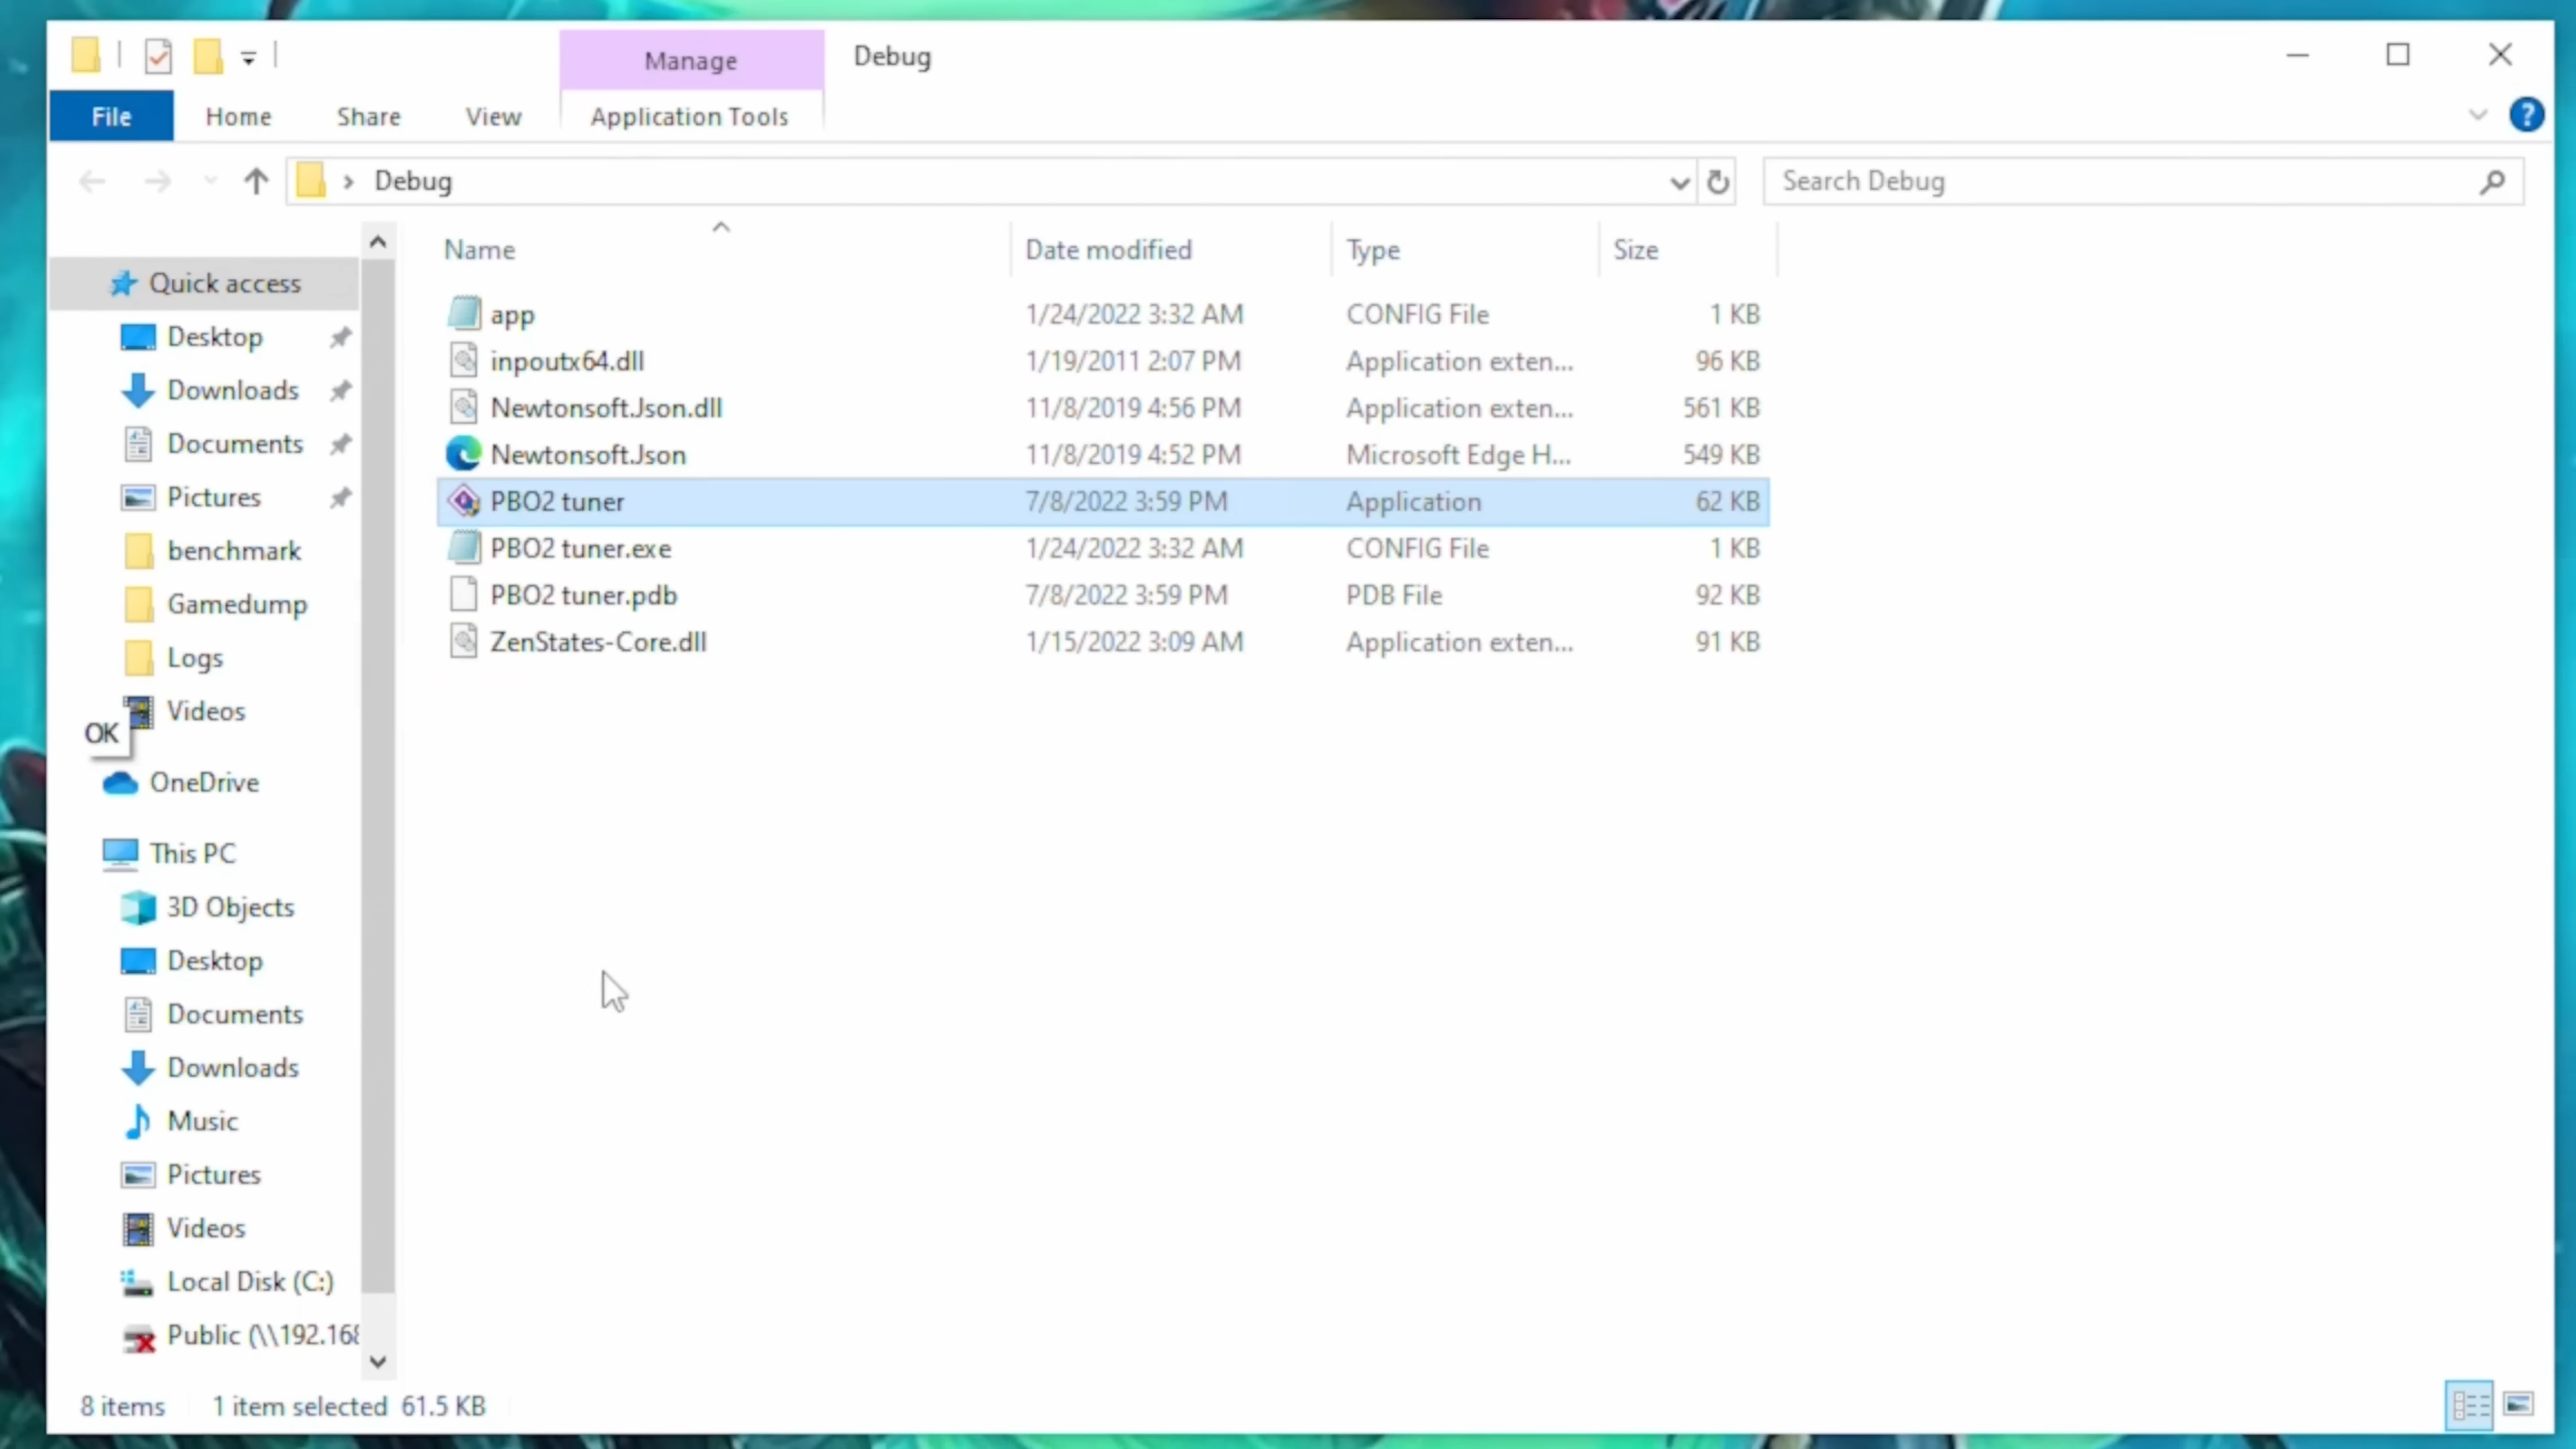 Manage
Debug
File
Home
Share
View
Application Tools
?
Debug
Search Debug
Name
Date modified
Type
Size
Quick access
Desktop
Downloads
Documents
Pictures
benchmark
Gamedump
Logs
Videos
OK
OneDrive
This PC
3D Objects
Desktop
Documents
Downloads
Music
Pictures
Videos
Local Disk (C:)
Public (\\192.168
app 1/24/2022 3:32 AM CONFIG File 1 KB
inpoutx64.dll 1/19/2011 2:07 PM Application exten... 96 KB
Newtonsoft.Json.dll 11/8/2019 4:56 PM Application exten... 561 KB
Newtonsoft.Json 11/8/2019 4:52 PM Microsoft Edge H... 549 KB
PBO2 tuner 7/8/2022 3:59 PM Application 62 KB
PBO2 tuner.exe 1/24/2022 3:32 AM CONFIG File 1 KB
PBO2 tuner.pdb 7/8/2022 3:59 PM PDB File 92 KB
ZenStates-Core.dll 1/15/2022 3:09 AM Application exten... 91 KB
8 items 1 item selected 61.5 KB